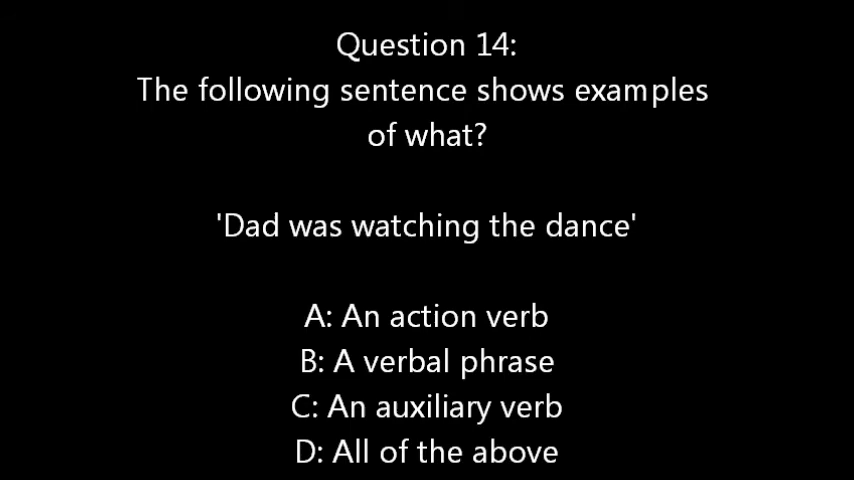 Question 14:
The following sentence shows examples
of what?
'Dad was watching the dance'
A: An action verb
B: A verbal phrase
C: An auxiliary verb
D: All of the above